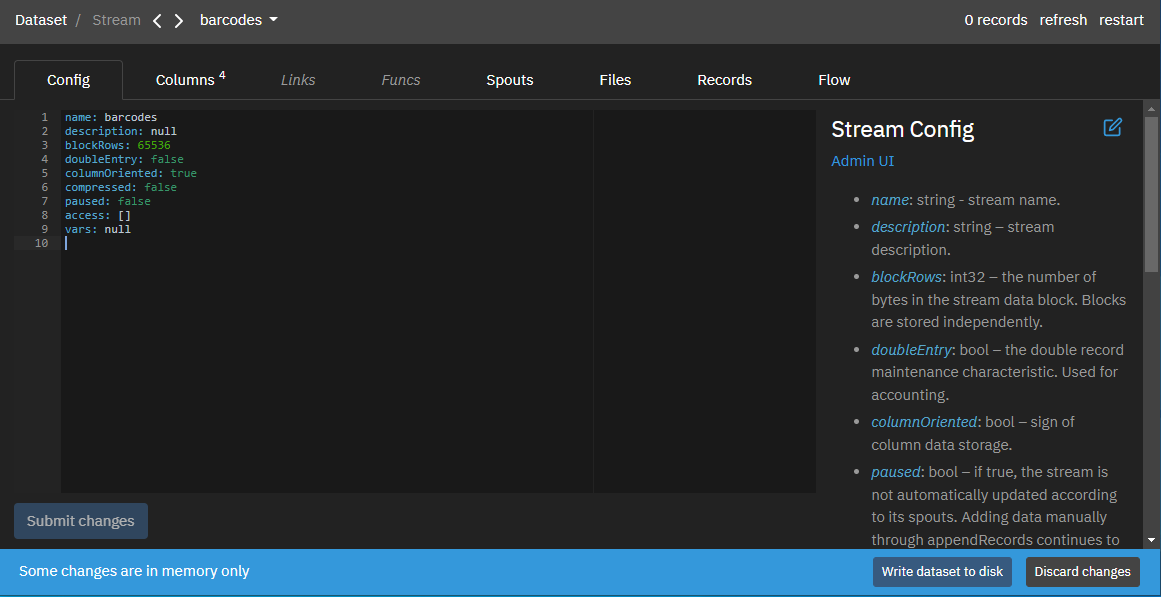 Dataset / Stream barcodes 0 records refresh restart
Config Columns 4 Links Funcs Spouts Files Records Flow
1 name: barcodes
2 description: null
3 blockRows: 65536
4 doubleEntry: false
5 columnOriented: true
6 compressed: false
7 paused: false
8 access: []
9 vars: null
10
Stream Config
Admin UI
• name: string - stream name.
• description: string – stream
description.
• blockRows: int32 – the number of
bytes in the stream data block. Blocks
are stored independently.
• doubleEntry: bool – the double record
maintenance characteristic. Used for
accounting.
• columnOriented: bool – sign of
column data storage.
• paused: bool – if true, the stream is
not automatically updated according
to its spouts. Adding data manually
through appendRecords continues to
Submit changes
Some changes are in memory only Write dataset to disk Discard changes